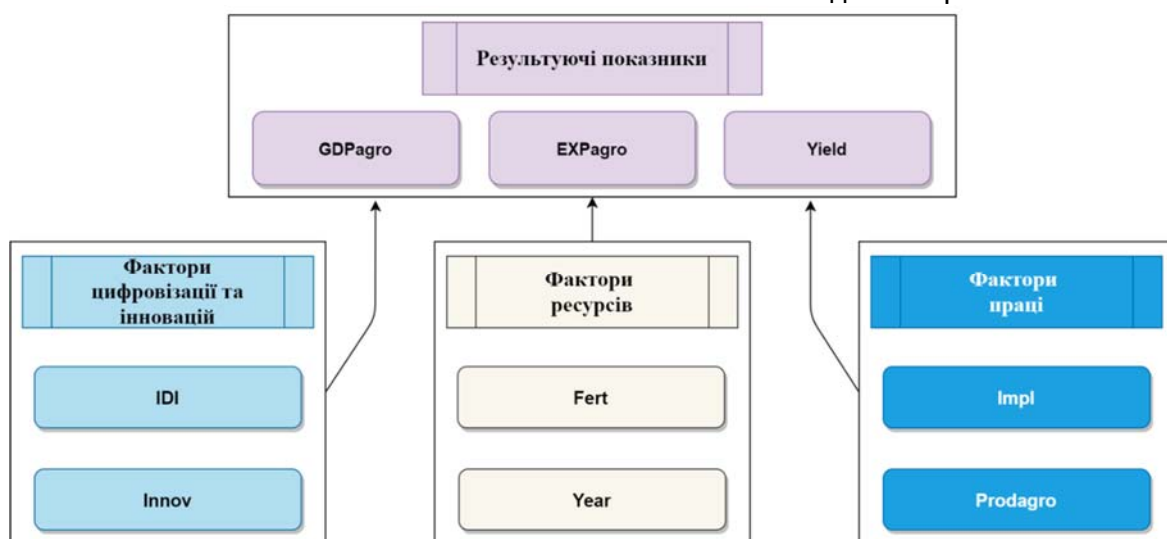 Результуючі показники
GDPagro
EXPagro
Yield
Фактори
цифровізації та
інновацій
IDI
Innov
Фактори
ресурсів
Fert
Year
Фактори
праці
Impl
Prodagro